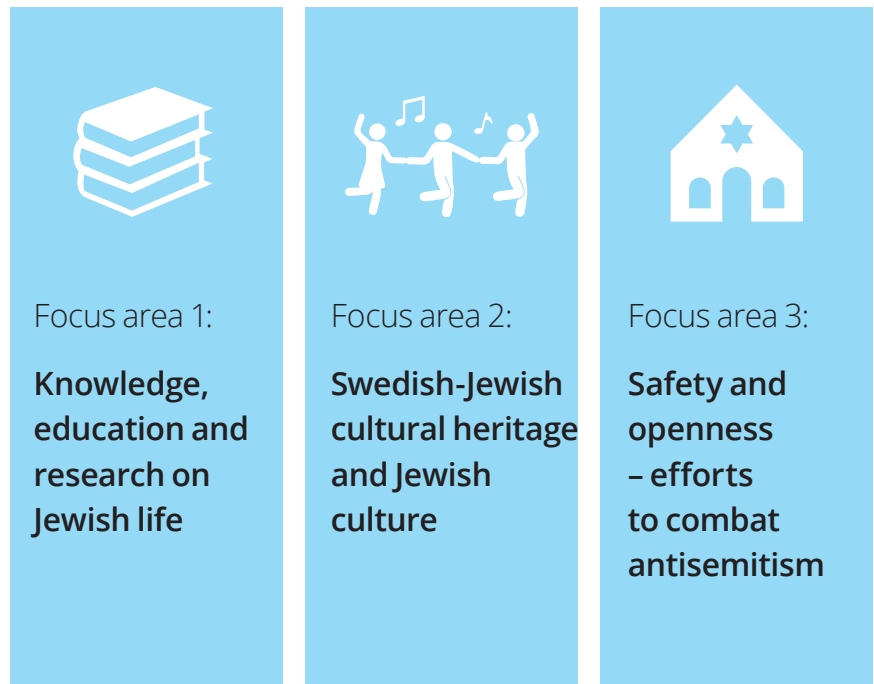 Focus area 1:
Knowledge,
education and
research on
Jewish life
Focus area 2:
Swedish-Jewish
cultural heritage
and Jewish
culture
Focus area 3:
Safety and
openness
– efforts
to combat
antisemitism